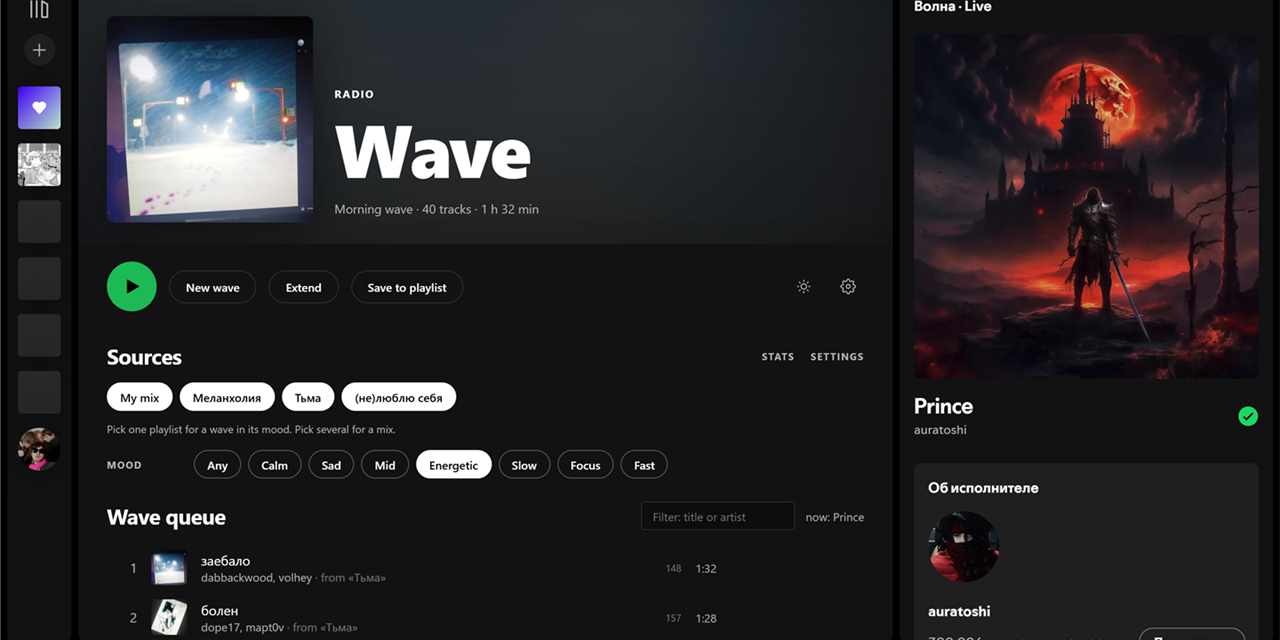 RADIO
Wave
Morning wave · 40 tracks · 1 h 32 min
New wave
Extend
Save to playlist
Sources
STATS
SETTINGS
My mix
Меланхолия
Тьма
(не)люблю себя
Pick one playlist for a wave in its mood. Pick several for a mix.
MOOD
Any
Calm
Sad
Mid
Energetic
Slow
Focus
Fast
Wave queue
Filter: title or artist
now: Prince
1
заебало
dabbackwood, volhey · from «Тьма»
148
1:32
2
болен
dope17, mapt0v · from «Тьма»
157
1:28
Волна · Live
Prince
auratoshi
Об исполнителе
auratoshi